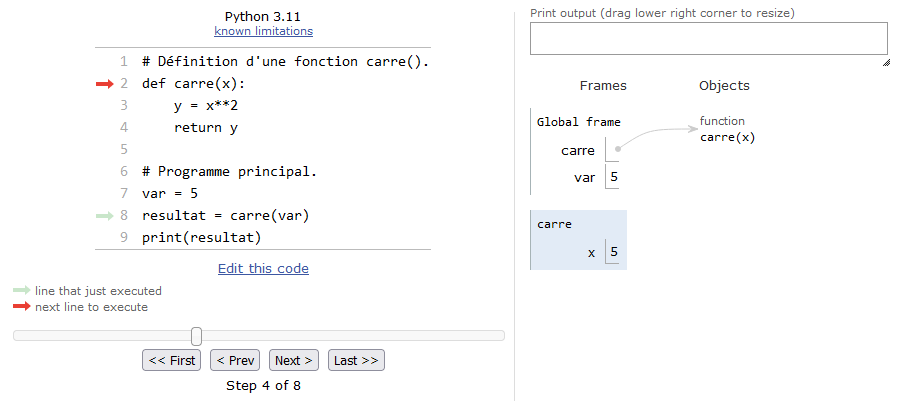 Python 3.11
known limitations
1 # Définition d'une fonction carre().
2 def carre(x):
3     y = x**2
4     return y
5
6 # Programme principal.
7 var = 5
8 resultat = carre(var)
9 print(resultat)
Edit this code
line that just executed
next line to execute
<< First < Prev Next > Last >>
Step 4 of 8
Print output (drag lower right corner to resize)
Frames Objects
Global frame
carre
var 5
function
carre(x)
carre
x 5